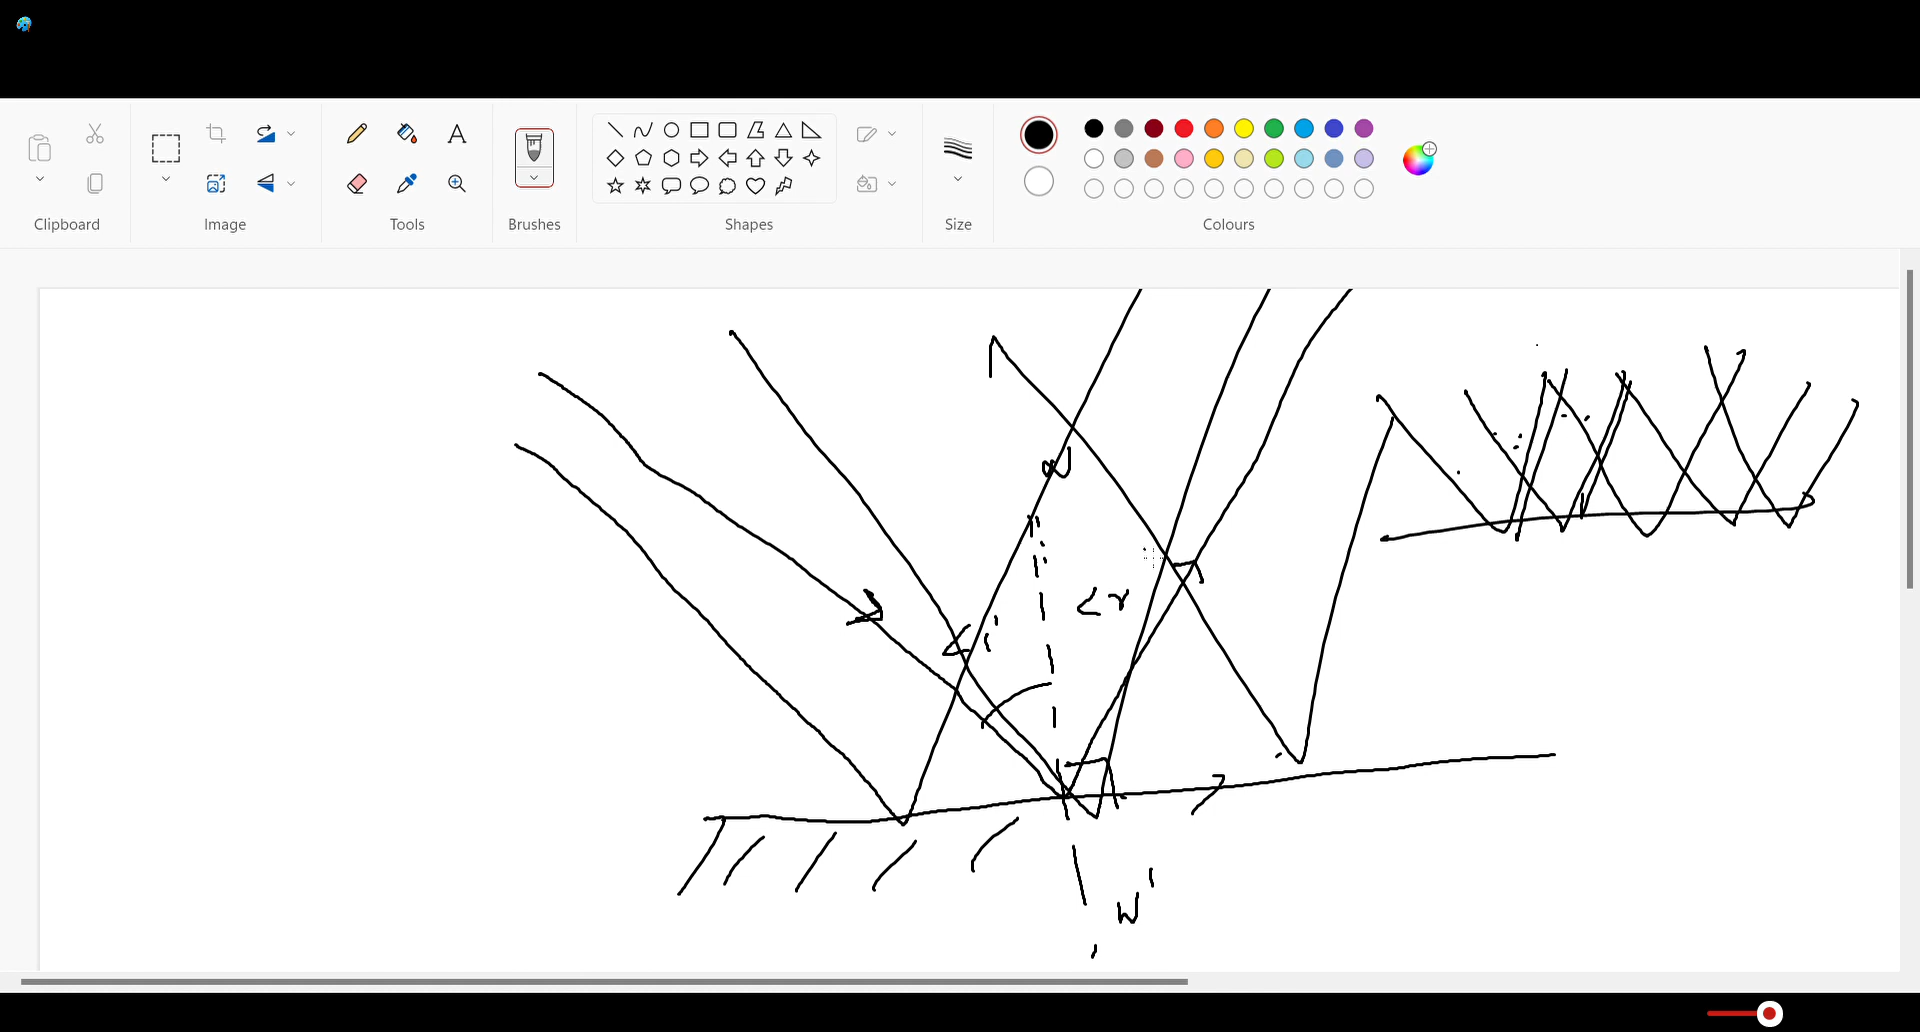 Clipboard
Image
Tools
Brushes
Shapes
Size
Colours
N
<i
<r
N'